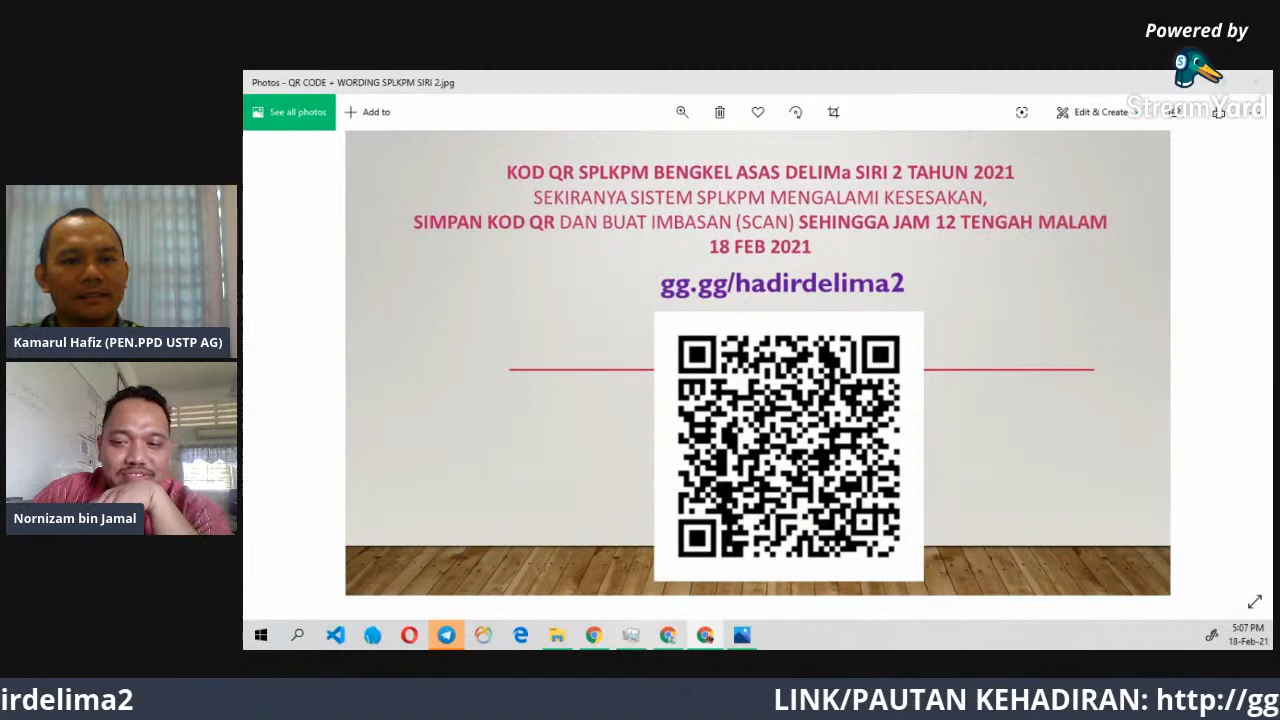 Powered by
StreamYard
Photos - QR CODE + WORDING SPLKPM SIRI 2.jpg
See all photos
Add to
Edit & Create
KOD QR SPLKPM BENGKEL ASAS DELIMa SIRI 2 TAHUN 2021
SEKIRANYA SISTEM SPLKPM MENGALAMI KESESAKAN,
SIMPAN KOD QR DAN BUAT IMBASAN (SCAN) SEHINGGA JAM 12 TENGAH MALAM
18 FEB 2021
gg.gg/hadirdelima2
Kamarul Hafiz (PEN.PPD USTP AG)
Nornizam bin Jamal
5:07 PM
18-Feb-21
irdelima2
LINK/PAUTAN KEHADIRAN: http://gg